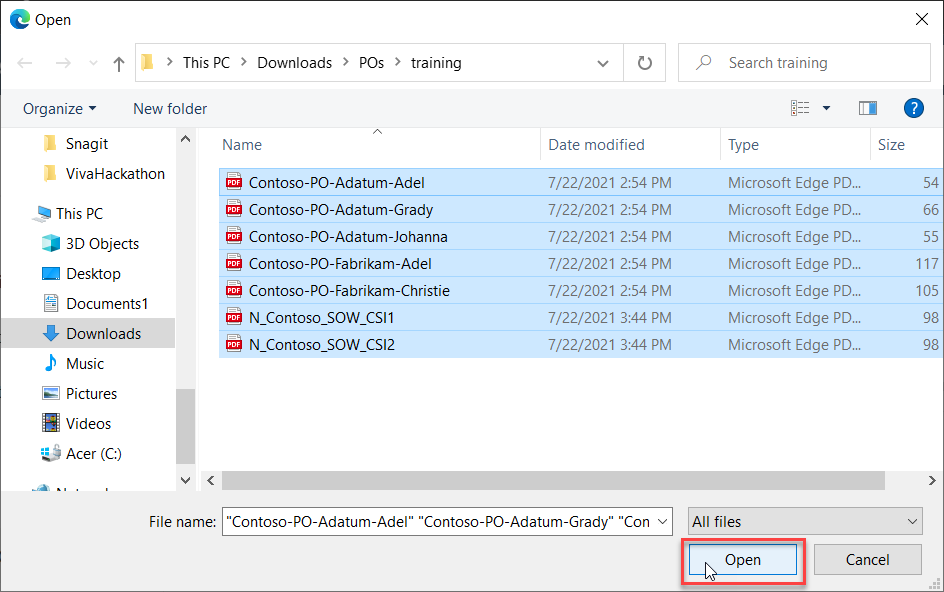 Open
This PC > Downloads > POs > training
Search training
Organize
New folder
?
Name
Date modified
Type
Size
Snagit
VivaHackathon
This PC
3D Objects
Desktop
Documents1
Downloads
Music
Pictures
Videos
Acer (C:)
PDF Contoso-PO-Adatum-Adel 7/22/2021 2:54 PM Microsoft Edge PD... 54
PDF Contoso-PO-Adatum-Grady 7/22/2021 2:54 PM Microsoft Edge PD... 66
PDF Contoso-PO-Adatum-Johanna 7/22/2021 2:54 PM Microsoft Edge PD... 55
PDF Contoso-PO-Fabrikam-Adel 7/22/2021 2:54 PM Microsoft Edge PD... 117
PDF Contoso-PO-Fabrikam-Christie 7/22/2021 2:54 PM Microsoft Edge PD... 105
PDF N_Contoso_SOW_CSI1 7/22/2021 3:44 PM Microsoft Edge PD... 98
PDF N_Contoso_SOW_CSI2 7/22/2021 3:44 PM Microsoft Edge PD... 98
File name: "Contoso-PO-Adatum-Adel" "Contoso-PO-Adatum-Grady" "Con
All files
Open
Cancel